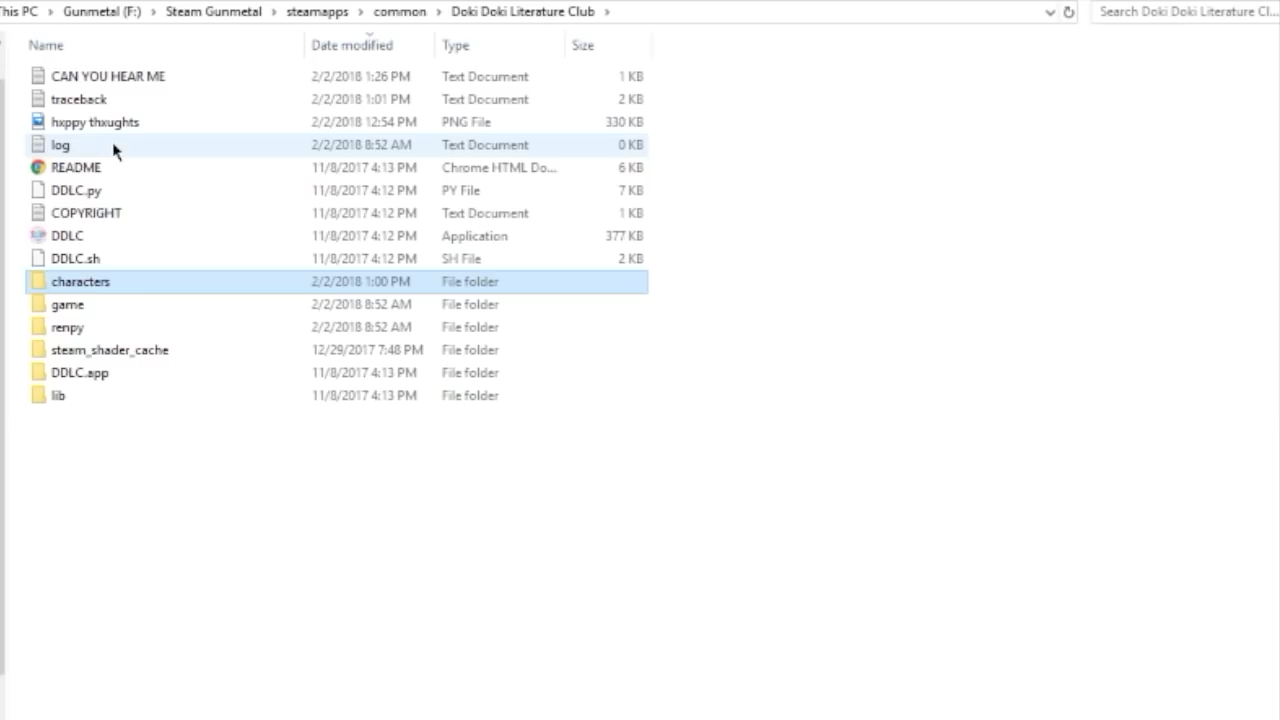 This PC > Gunmetal (F:) > Steam Gunmetal > steamapps > common > Doki Doki Literature Club > Search Doki Doki Literature Cl...
Name Date modified Type Size
CAN YOU HEAR ME 2/2/2018 1:26 PM Text Document 1 KB
traceback 2/2/2018 1:01 PM Text Document 2 KB
hxppy thxughts 2/2/2018 12:54 PM PNG File 330 KB
log 2/2/2018 8:52 AM Text Document 0 KB
README 11/8/2017 4:13 PM Chrome HTML Do... 6 KB
DDLC.py 11/8/2017 4:12 PM PY File 7 KB
COPYRIGHT 11/8/2017 4:12 PM Text Document 1 KB
DDLC 11/8/2017 4:12 PM Application 377 KB
DDLC.sh 11/8/2017 4:12 PM SH File 2 KB
characters 2/2/2018 1:00 PM File folder
game 2/2/2018 8:52 AM File folder
renpy 2/2/2018 8:52 AM File folder
steam_shader_cache 12/29/2017 7:48 PM File folder
DDLC.app 11/8/2017 4:13 PM File folder
lib 11/8/2017 4:13 PM File folder